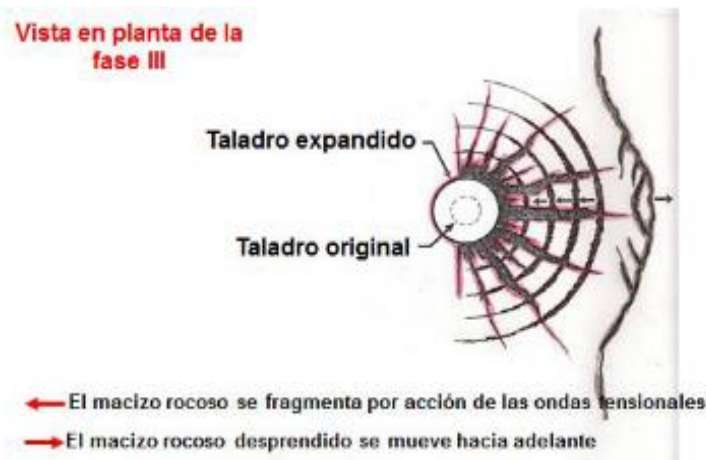 Vista en planta de la
fase III
Taladro expandido
Taladro original
El macizo rocoso se fragmenta por acción de las ondas tensionales
El macizo rocoso desprendido se mueve hacia adelante